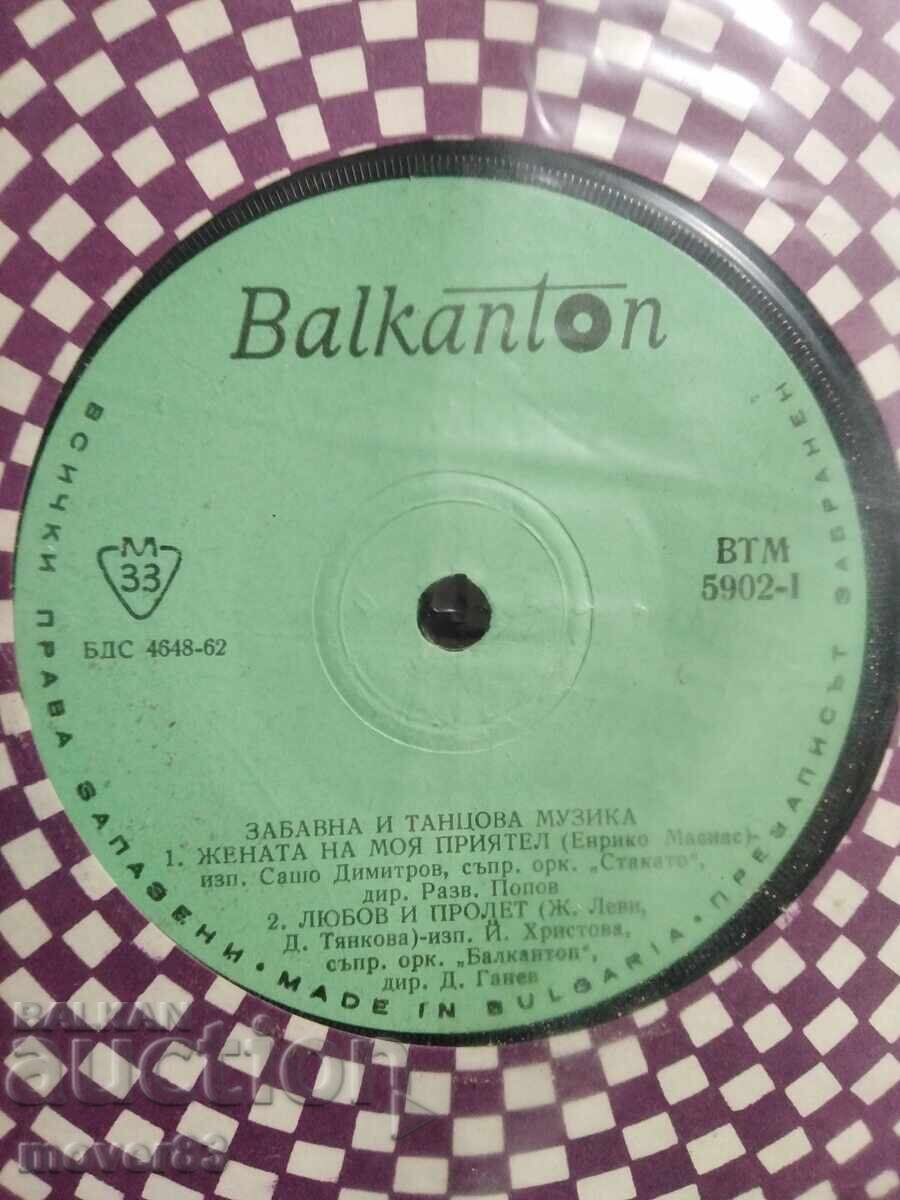 Balkanton
M
33
БДС 4648-62
ВТМ
5902-I
ЗАБАВНА И ТАНЦОВА МУЗИКА
1. ЖЕНАТА НА МОЯ ПРИЯТЕЛ (Енрико Масиас)-
изп. Сашо Димитров, съпр. орк. „Стакато",
дир. Разв. Попов
2. ЛЮБОВ И ПРОЛЕТ (Ж. Леви,
Д. Тянкова)-изп. Й. Христова,
съпр. орк. „Балкантон",
дир. Д. Ганев
ВСИЧКИ ПРАВА ЗАПАЗЕНИ • MADE IN BULGARIA • ПРЕЗАПИСЪТ ЗАБРАНЕН
BALKAN
auction
mover83